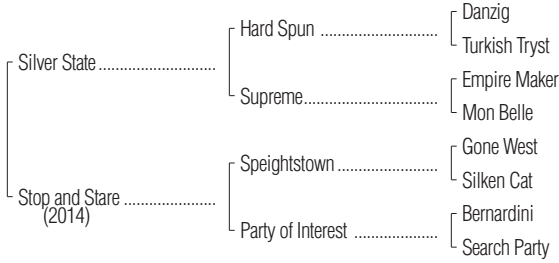 Danzig
Hard Spun ........................
Turkish Tryst
Silver State ........................
Empire Maker
Supreme ........................
Mon Belle
Gone West
Speightstown ........................
Silken Cat
Stop and Stare ........................
(2014)
Bernardini
Party of Interest ........................
Search Party